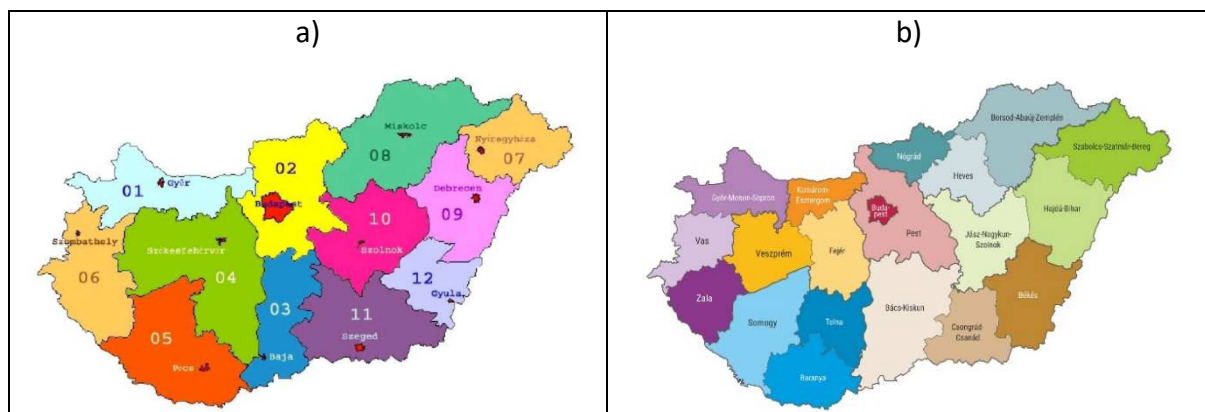 a)
Miskolc
08
Nyíregyháza
07
02
01
Győr
Budapest
Debrecen
09
10
Szolnok
Szombathely
06
Székesfehérvár
04
12
Gyula
03
11
Szeged
05
Pécs
Baja
b)
Borsod-Abaúj-Zemplén
Szabolcs-Szatmár-Bereg
Nógrád
Heves
Győr-Moson-Sopron
Komárom-
Esztergom
Hajdú-Bihar
Buda-
pest
Pest
Jász-Nagykun-
Szolnok
Vas
Veszprém
Fejér
Zala
Békés
Somogy
Tolna
Bács-Kiskun
Csongrád-
Csanád
Baranya